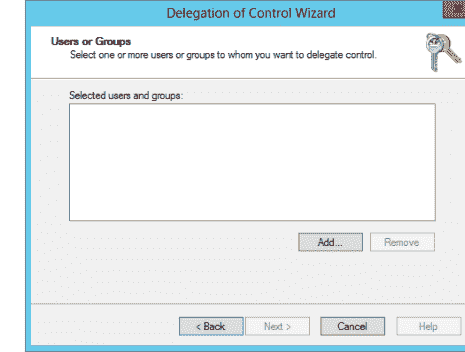 Delegation of Control Wizard
Users or Groups
Select one or more users or groups to whom you want to delegate control.
Selected users and groups:
Add...
Remove
< Back
Next >
Cancel
Help